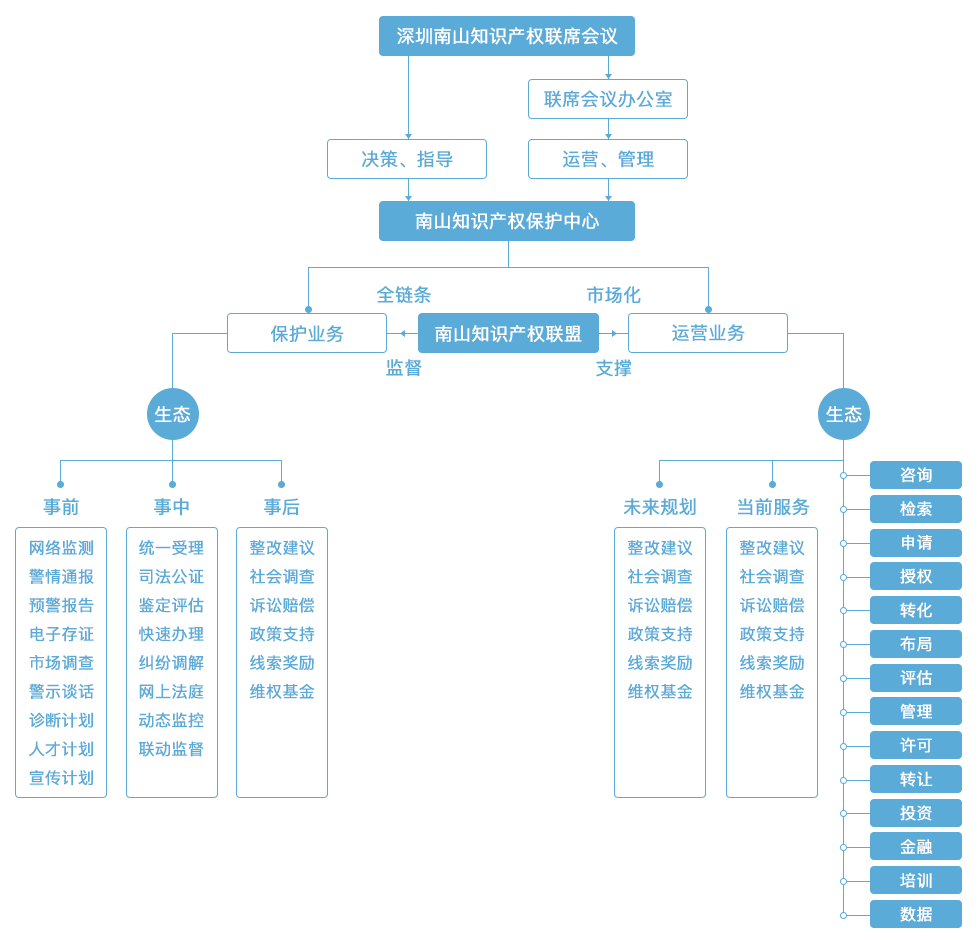 深圳南山知识产权联席会议
联席会议办公室
决策、指导
运营、管理
南山知识产权保护中心
全链条
市场化
保护业务
南山知识产权联盟
运营业务
监督
支撑
生态
生态
事前
事中
事后
未来规划
当前服务
网络监测
警情通报
预警报告
电子存证
市场调查
警示谈话
诊断计划
人才计划
宣传计划
统一受理
司法公证
鉴定评估
快速办理
纠纷调解
网上法庭
动态监控
联动监督
整改建议
社会调查
诉讼赔偿
政策支持
线索奖励
维权基金
整改建议
社会调查
诉讼赔偿
政策支持
线索奖励
维权基金
整改建议
社会调查
诉讼赔偿
政策支持
线索奖励
维权基金
咨询
检索
申请
授权
转化
布局
评估
管理
许可
转让
投资
金融
培训
数据